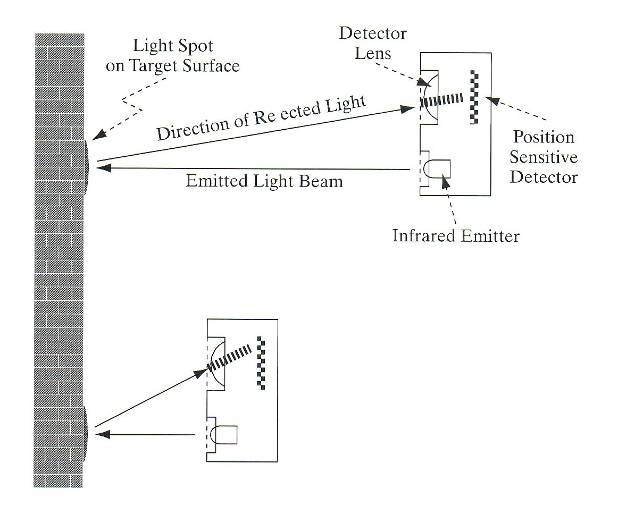 Light Spot
on Target Surface
Detector
Lens
Direction of Re ected Light
Position
Sensitive
Detector
Emitted Light Beam
Infrared Emitter